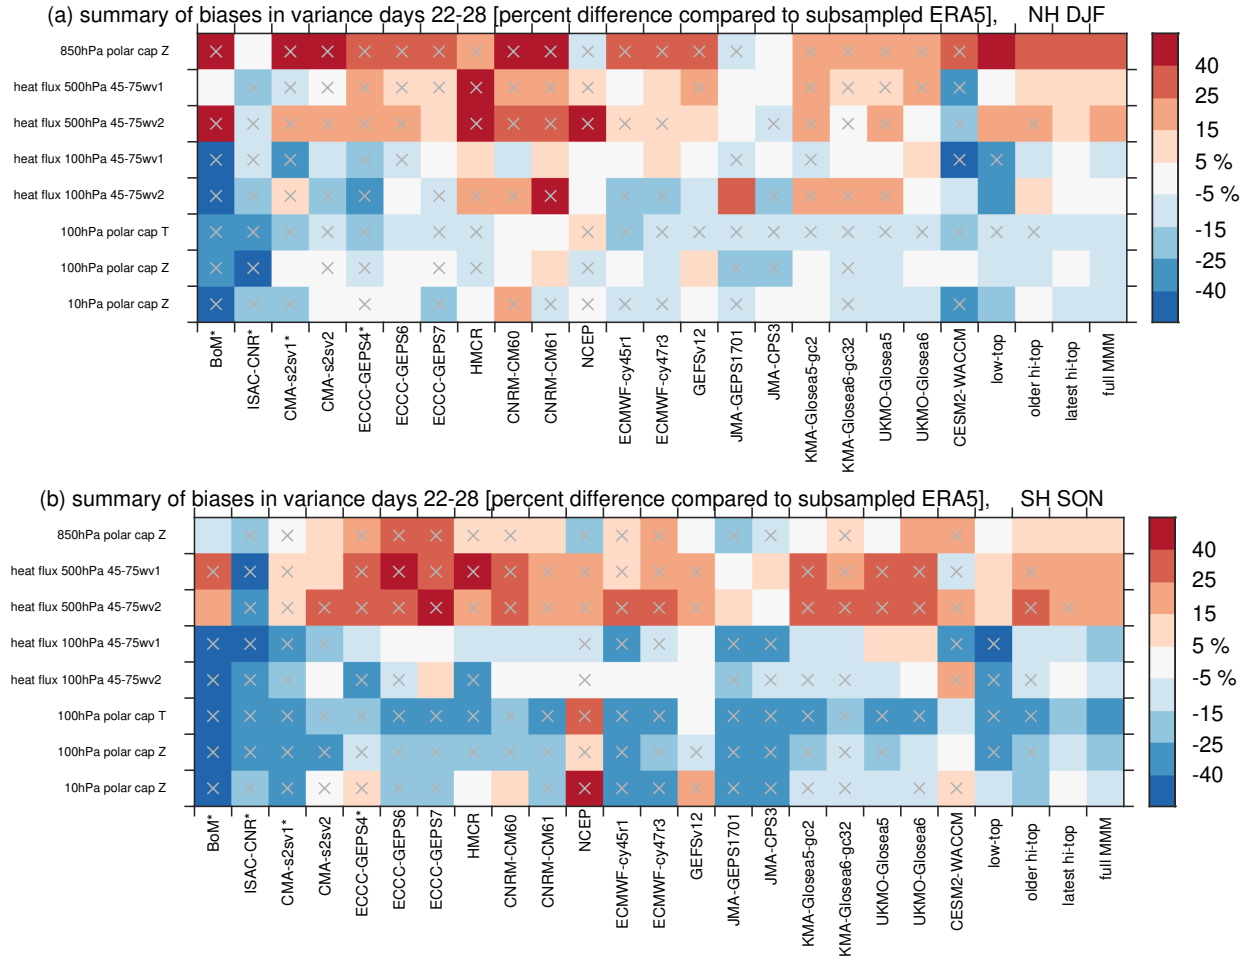 (a) summary of biases in variance days 22-28 [percent difference compared to subsampled ERA5], NH DJF
850hPa polar cap Z
heat flux 500hPa 45-75wv1
heat flux 500hPa 45-75wv2
heat flux 100hPa 45-75wv1
heat flux 100hPa 45-75wv2
100hPa polar cap T
100hPa polar cap Z
10hPa polar cap Z
40
25
15
5 %
-5 %
-15
-25
-40
BoM*
ISAC-CNR*
CMA-s2sv1*
CMA-s2sv2
ECCC-GEPS4*
ECCC-GEPS6
ECCC-GEPS7
HMCR
CNRM-CM60
CNRM-CM61
NCEP
ECMWF-cy45r1
ECMWF-cy47r3
GEFSv12
JMA-GEPS1701
JMA-CPS3
KMA-Glosea5-gc2
KMA-Glosea6-gc32
UKMO-Glosea5
UKMO-Glosea6
CESM2-WACCM
low-top
older hi-top
latest hi-top
full MMM
(b) summary of biases in variance days 22-28 [percent difference compared to subsampled ERA5], SH SON
850hPa polar cap Z
heat flux 500hPa 45-75wv1
heat flux 500hPa 45-75wv2
heat flux 100hPa 45-75wv1
heat flux 100hPa 45-75wv2
100hPa polar cap T
100hPa polar cap Z
10hPa polar cap Z
40
25
15
5 %
-5 %
-15
-25
-40
BoM*
ISAC-CNR*
CMA-s2sv1*
CMA-s2sv2
ECCC-GEPS4*
ECCC-GEPS6
ECCC-GEPS7
HMCR
CNRM-CM60
CNRM-CM61
NCEP
ECMWF-cy45r1
ECMWF-cy47r3
GEFSv12
JMA-GEPS1701
JMA-CPS3
KMA-Glosea5-gc2
KMA-Glosea6-gc32
UKMO-Glosea5
UKMO-Glosea6
CESM2-WACCM
low-top
older hi-top
latest hi-top
full MMM